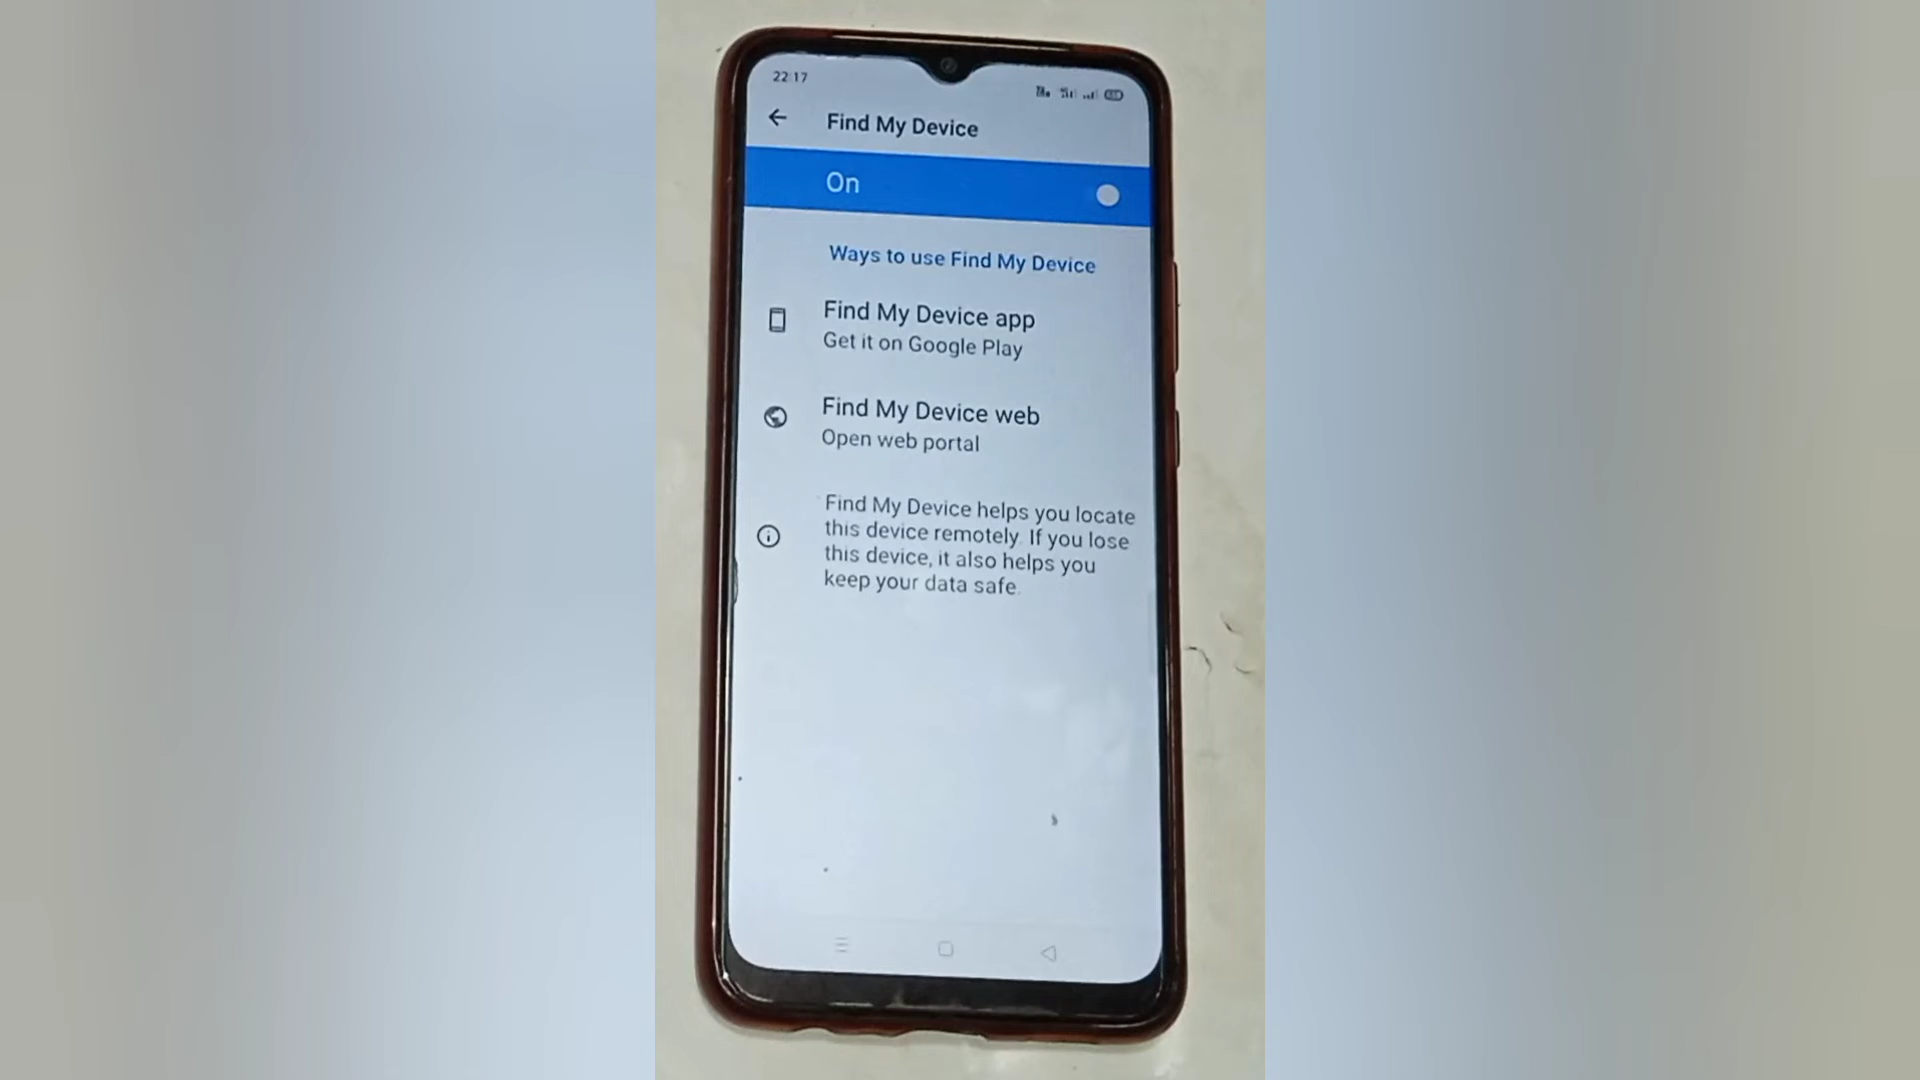 22:17
Find My Device
On
Ways to use Find My Device
Find My Device app
Get it on Google Play
Find My Device web
Open web portal
Find My Device helps you locate
this device remotely. If you lose
this device, it also helps you
keep your data safe.